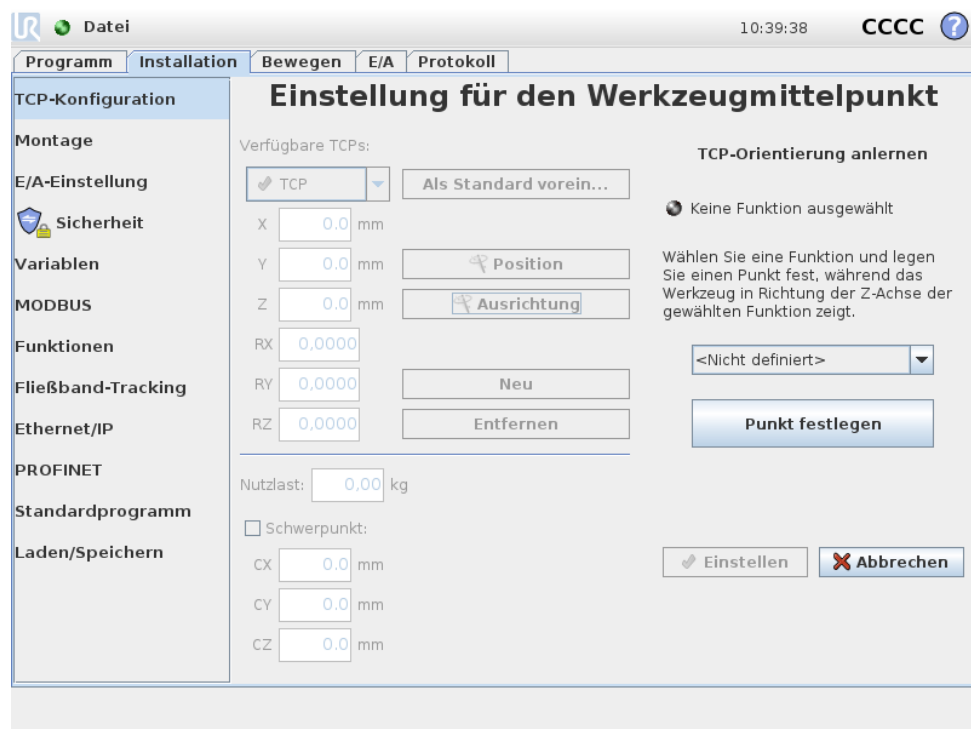 UR Datei 10:39:38 CCCC ?
Programm Installation Bewegen E/A Protokoll
TCP-Konfiguration
Montage
E/A-Einstellung
Sicherheit
Variablen
MODBUS
Funktionen
Fließband-Tracking
Ethernet/IP
PROFINET
Standardprogramm
Laden/Speichern
Einstellung für den Werkzeugmittelpunkt
Verfügbare TCPs:
TCP Als Standard vorein...
X 0.0 mm
Y 0.0 mm Position
Z 0.0 mm Ausrichtung
RX 0,0000
RY 0,0000 Neu
RZ 0,0000 Entfernen
Nutzlast: 0,00 kg
Schwerpunkt:
CX 0.0 mm
CY 0.0 mm
CZ 0.0 mm
TCP-Orientierung anlernen
Keine Funktion ausgewählt
Wählen Sie eine Funktion und legen
Sie einen Punkt fest, während das
Werkzeug in Richtung der Z-Achse der
gewählten Funktion zeigt.
<Nicht definiert>
Punkt festlegen
Einstellen Abbrechen